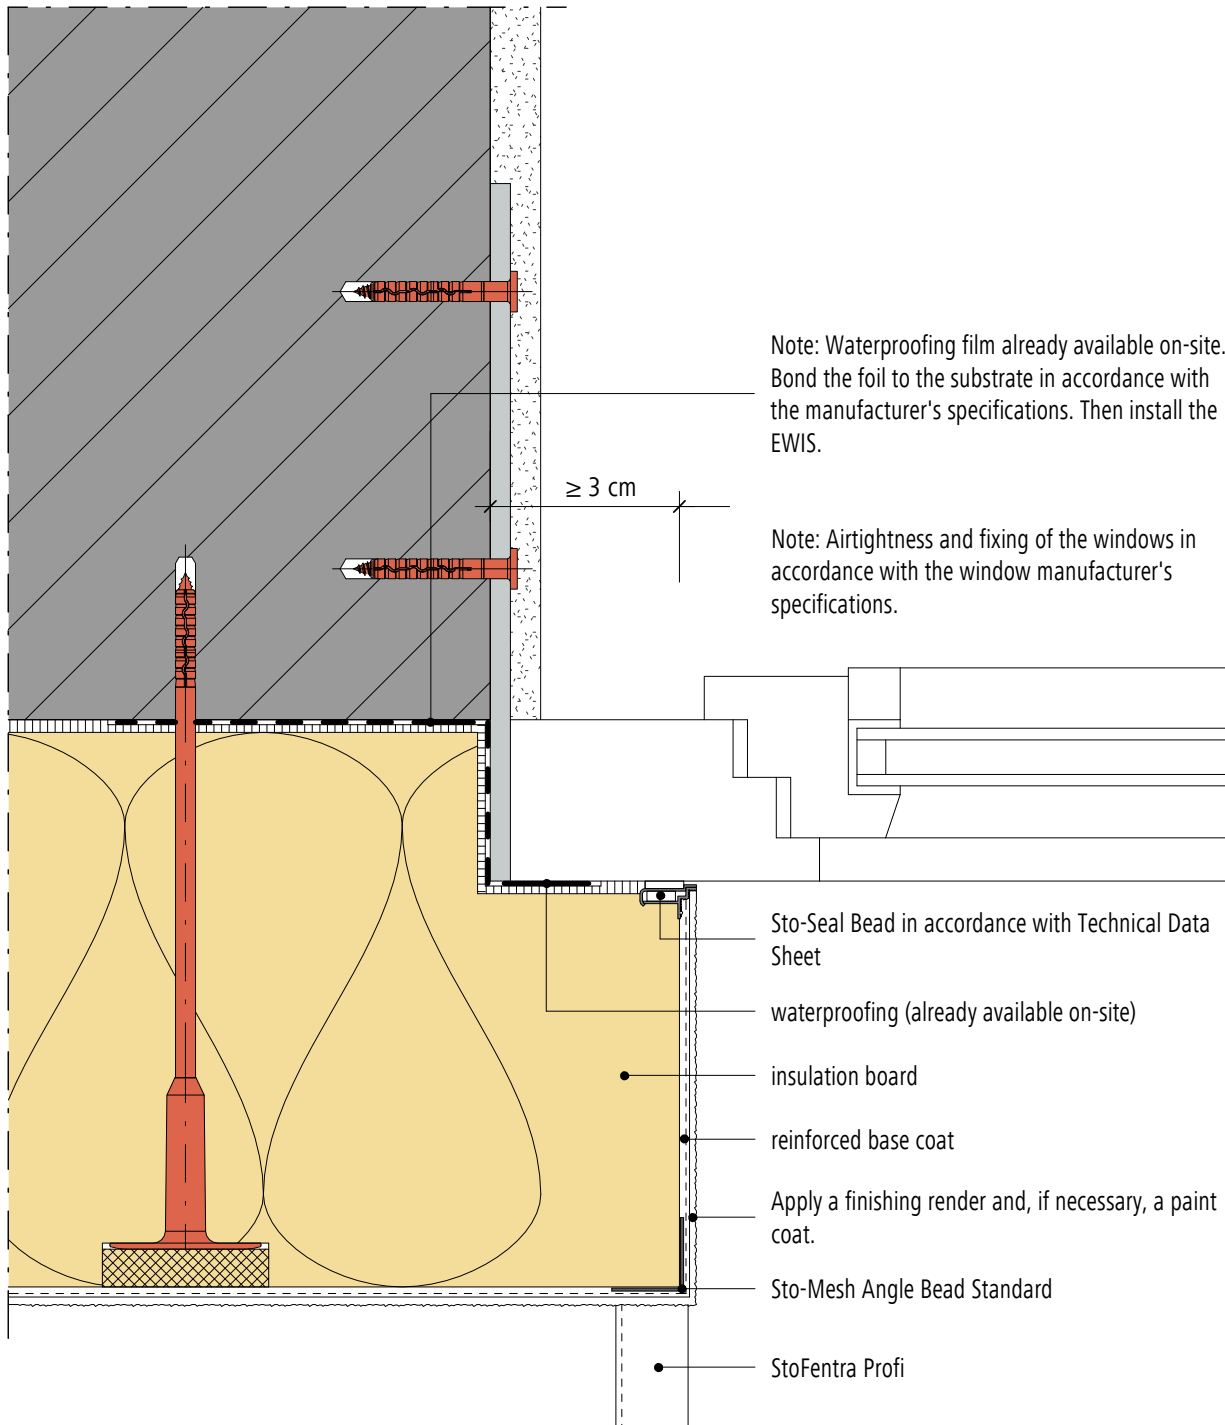 Note: Waterproofing film already available on-site.
Bond the foil to the substrate in accordance with
the manufacturer's specifications. Then install the
EWIS.
≥ 3 cm
Note: Airtightness and fixing of the windows in
accordance with the window manufacturer's
specifications.
Sto-Seal Bead in accordance with Technical Data
Sheet
waterproofing (already available on-site)
insulation board
reinforced base coat
Apply a finishing render and, if necessary, a paint
coat.
Sto-Mesh Angle Bead Standard
StoFentra Profi